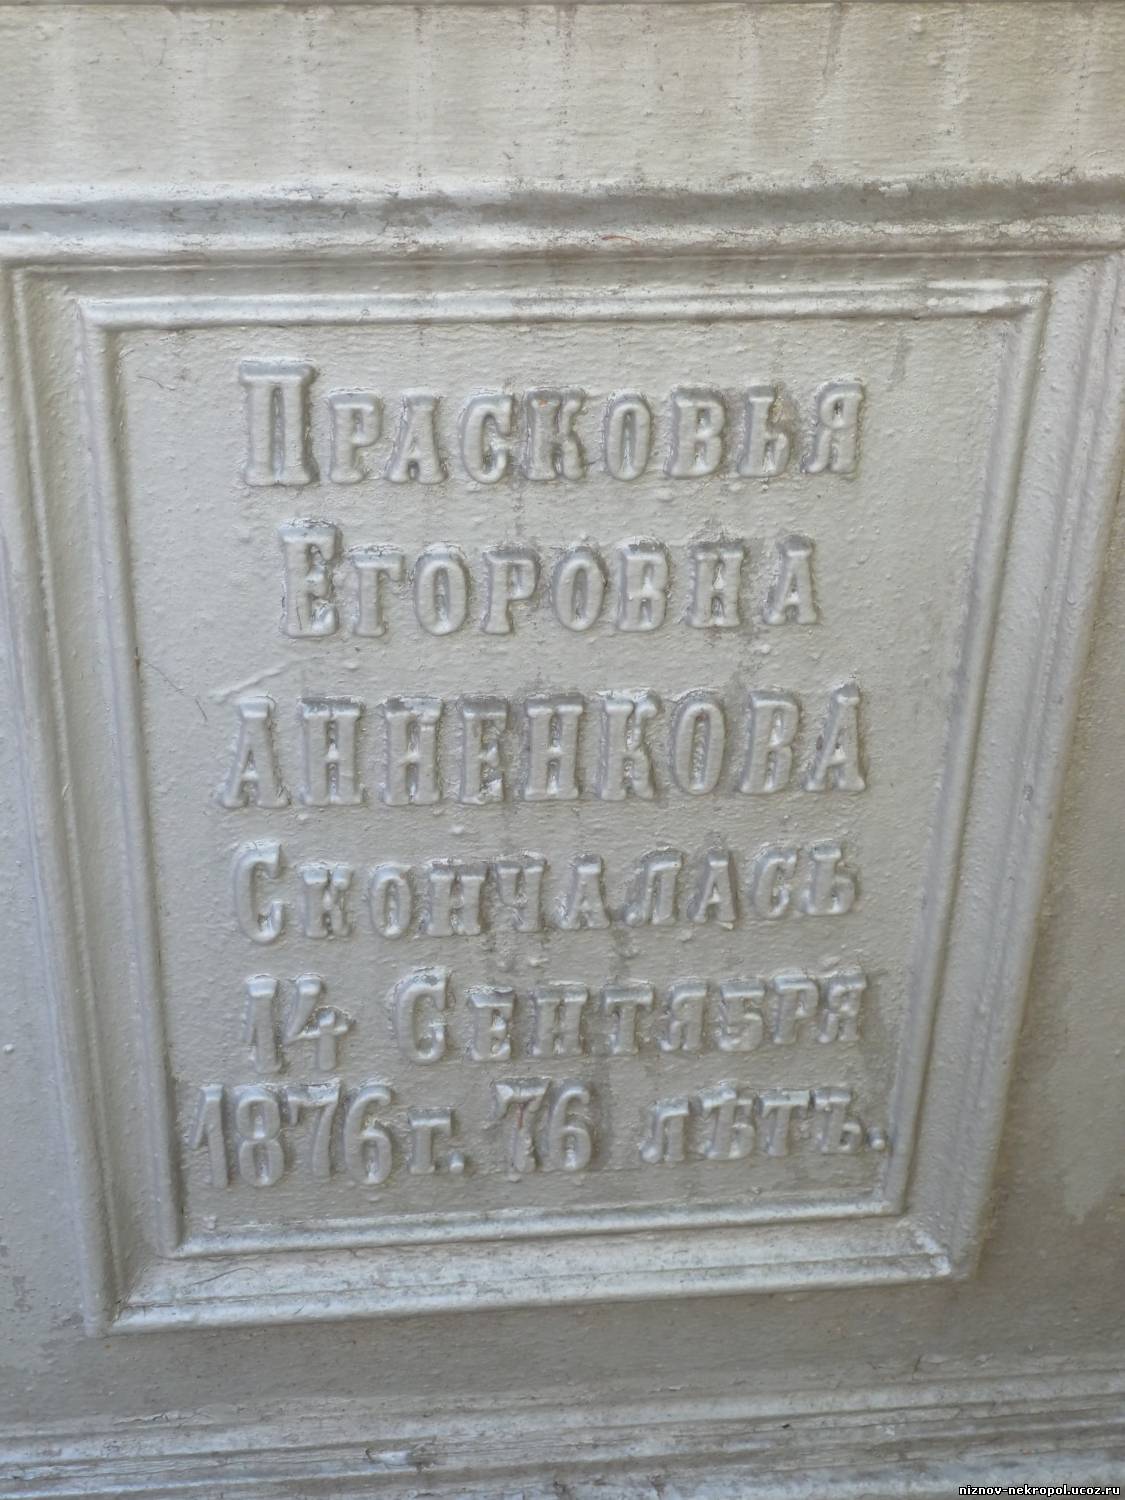 Прасковья
Егоровна
Анненкова
Скончалась
14 Сентября
1876 г. 76 лѣтъ.
niznov-nekropol.ucoz.ru